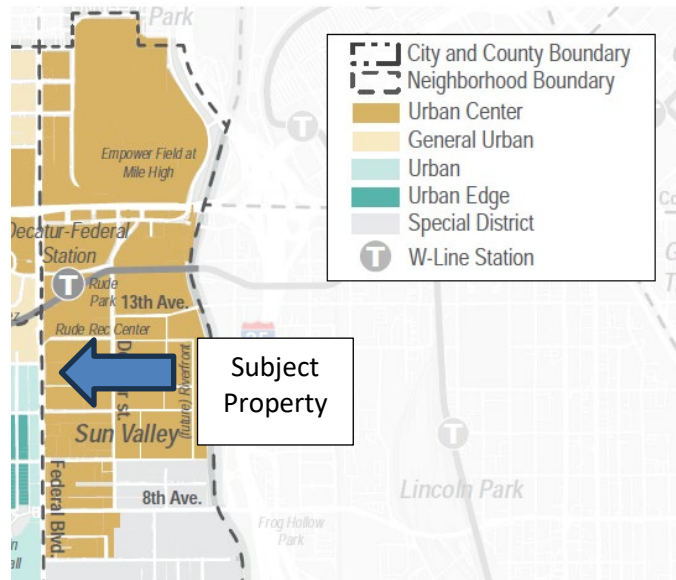 Park
City and County Boundary
Neighborhood Boundary
Urban Center
General Urban
Urban
Urban Edge
Special District
T W-Line Station
T
Empower Field at
Mile High
Decatur-Federal
Station
T
Rude
Park
13th Ave.
Rude Rec Center
Subject
Property
(future) Riverfront
St.
Sun Valley
T
Federal Blvd.
8th Ave.
Lincoln Park
Frog Hollow
Park